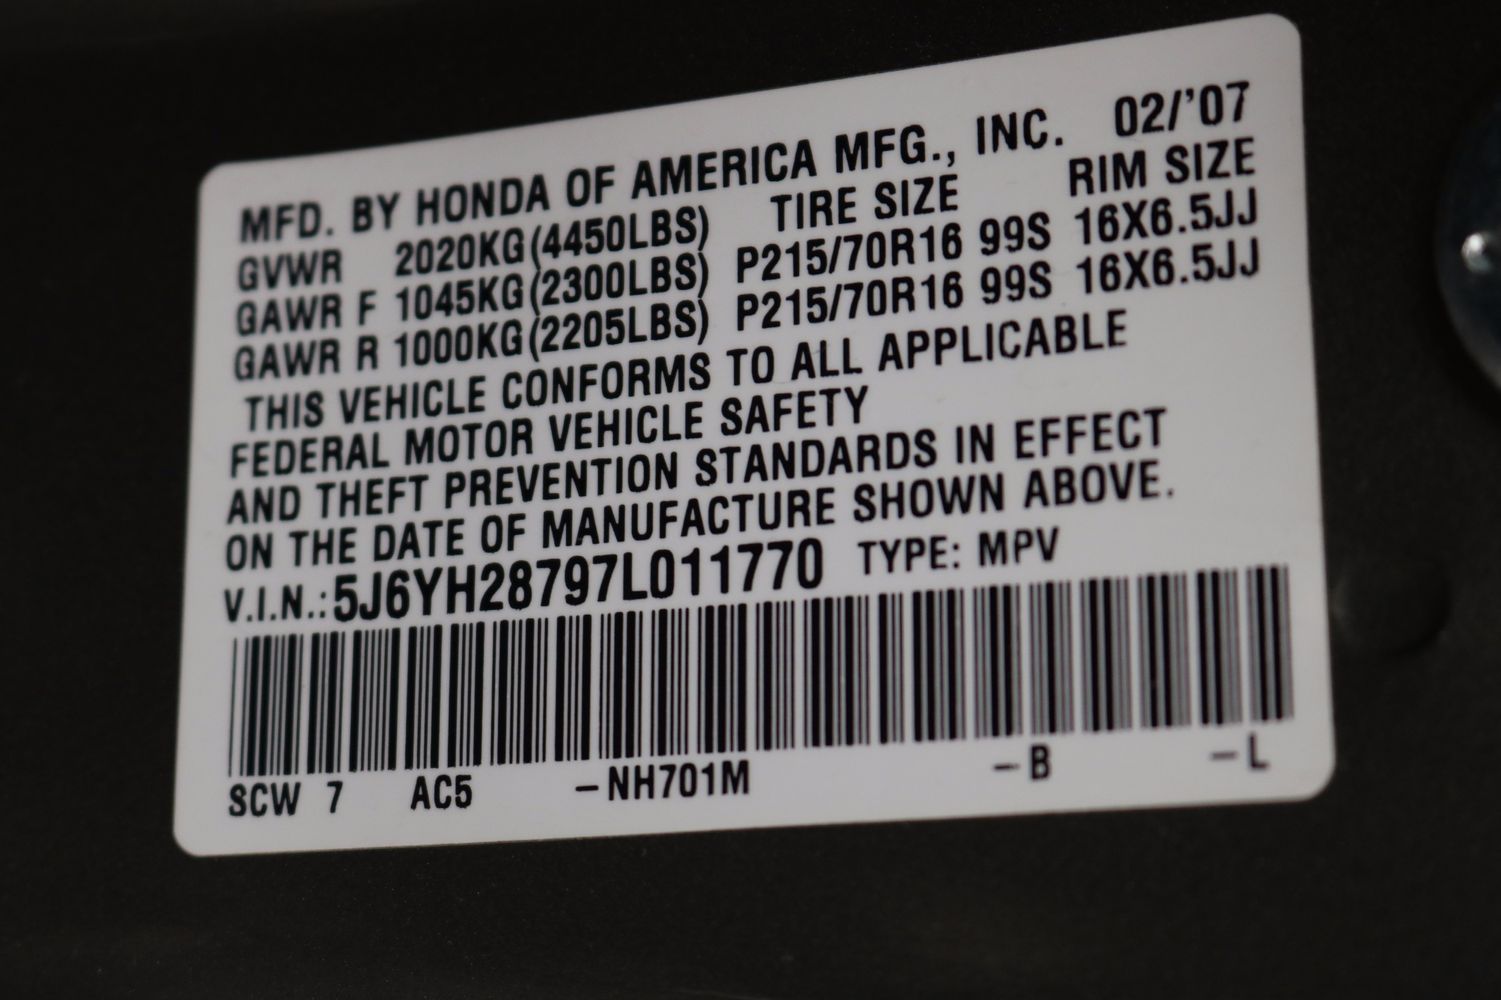 MFD. BY HONDA OF AMERICA MFG., INC. 02/'07
GVWR 2020KG(4450LBS) TIRE SIZE RIM SIZE
GAWR F 1045KG(2300LBS) P215/70R16 99S 16X6.5JJ
GAWR R 1000KG(2205LBS) P215/70R16 99S 16X6.5JJ
THIS VEHICLE CONFORMS TO ALL APPLICABLE
FEDERAL MOTOR VEHICLE SAFETY
AND THEFT PREVENTION STANDARDS IN EFFECT
ON THE DATE OF MANUFACTURE SHOWN ABOVE.
V.I.N.:5J6YH28797L011770 TYPE: MPV
SCW 7 AC5 –NH701M –B –L